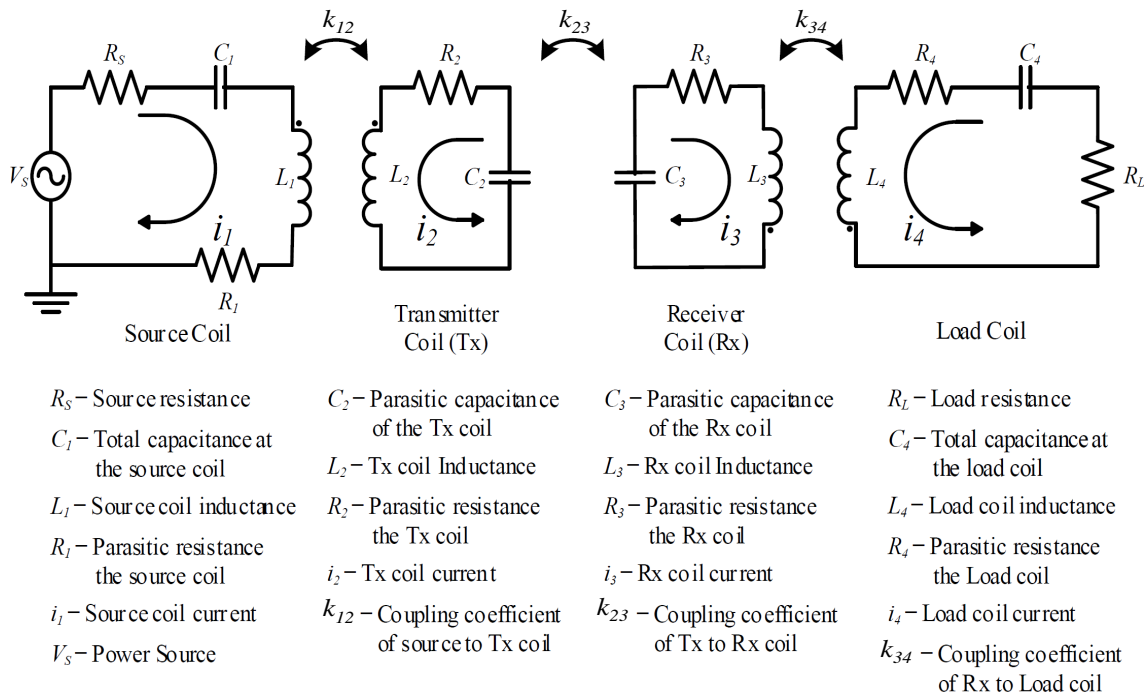 k12
k23
k34
RS
C1
R2
R3
R4
C4
VS
L1
L2
C2
C3
L3
L4
RL
i1
i2
i3
i4
R1
Source Coil
Transmitter
Coil (Tx)
Receiver
Coil (Rx)
Load Coil
RS – Source resistance
C1 – Total capacitance at
the source coil
L1 – Source coil inductance
R1 – Parasitic resistance
the source coil
i1 – Source coil current
VS – Power Source
C2 – Parasitic capacitance
of the Tx coil
L2 – Tx coil Inductance
R2 – Parasitic resistance
the Tx coil
i2 – Tx coil current
k12 – Coupling coefficient
of source to Tx coil
C3 – Parasitic capacitance
of the Rx coil
L3 – Rx coil Inductance
R3 – Parasitic resistance
the Rx coil
i3 – Rx coil current
k23 – Coupling coefficient
of Tx to Rx coil
RL – Load resistance
C4 – Total capacitance at
the load coil
L4 – Load coil inductance
R4 – Parasitic resistance
the Load coil
i4 – Load coil current
k34 – Coupling coefficient
of Rx to Load coil